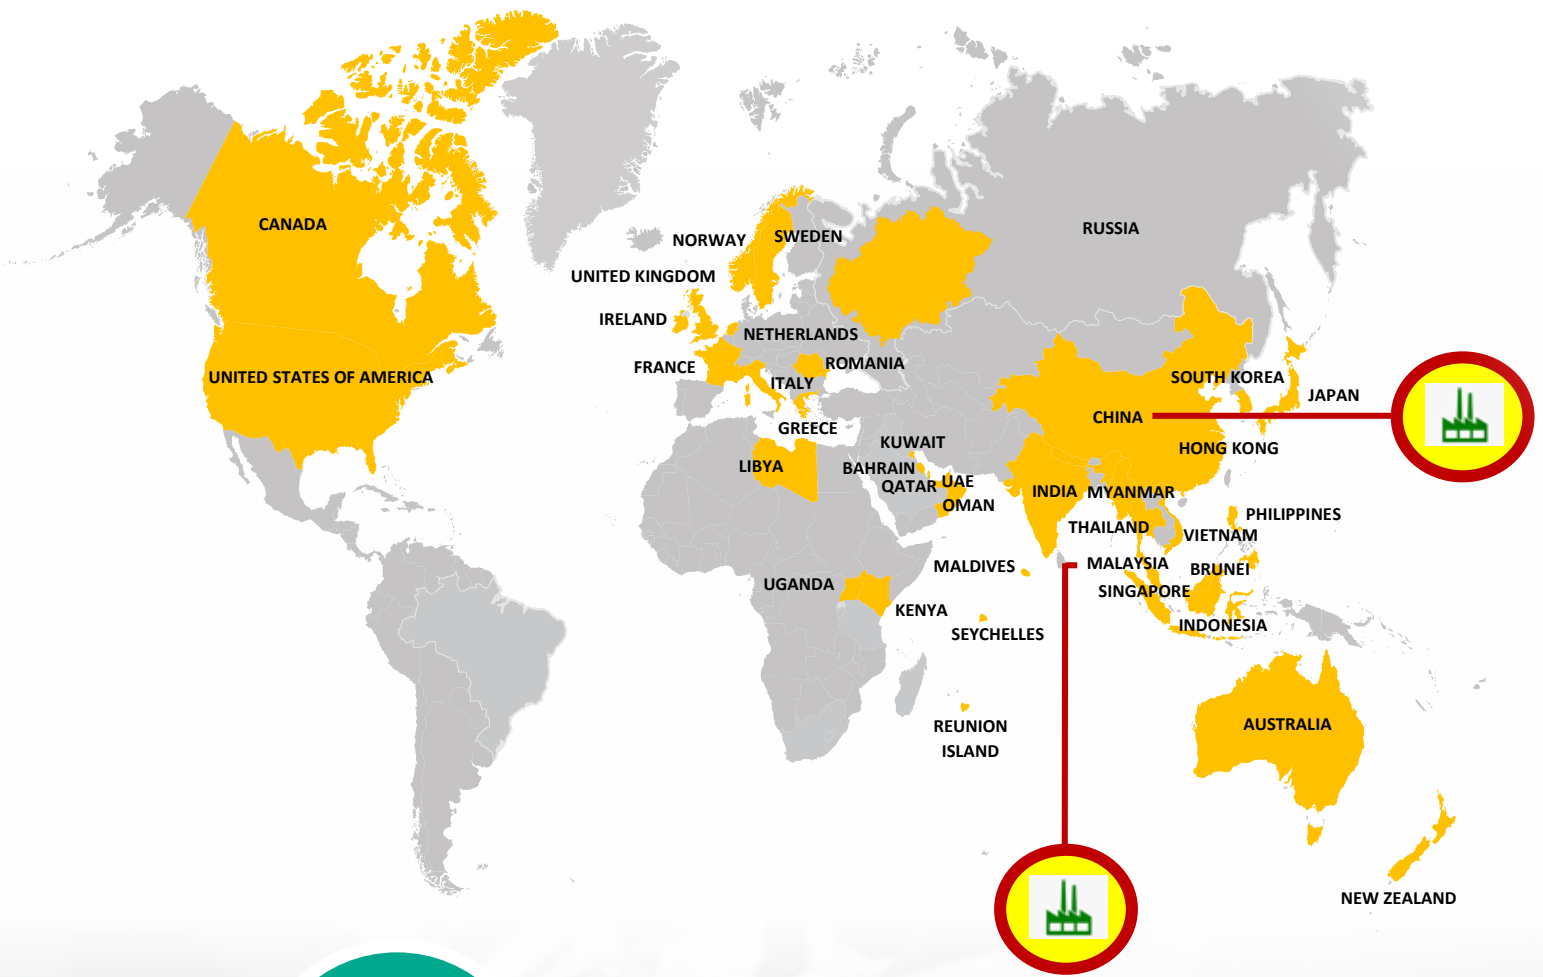 CANADA
RUSSIA
NORWAY
SWEDEN
UNITED KINGDOM
IRELAND
NETHERLANDS
FRANCE
ROMANIA
UNITED STATES OF AMERICA
ITALY
SOUTH KOREA
JAPAN
CHINA
GREECE
KUWAIT
HONG KONG
LIBYA
BAHRAIN
QATAR
UAE
INDIA
MYANMAR
OMAN
PHILIPPINES
THAILAND
VIETNAM
MALDIVES
MALAYSIA
BRUNEI
UGANDA
SINGAPORE
KENYA
INDONESIA
SEYCHELLES
REUNION
ISLAND
AUSTRALIA
NEW ZEALAND